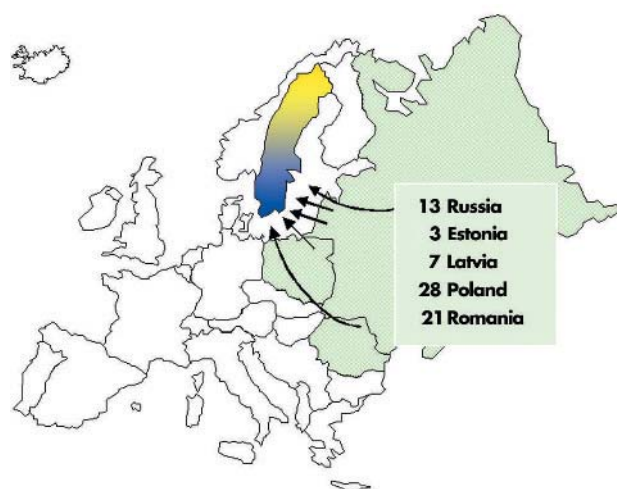 13 Russia
3 Estonia
7 Latvia
28 Poland
21 Romania